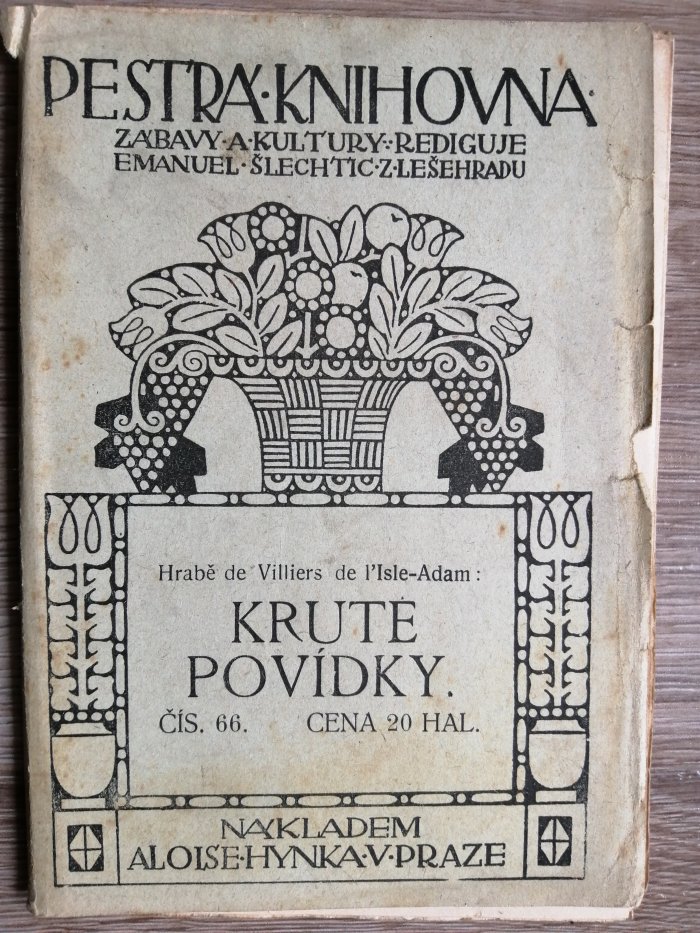 PESTRÁ·KNIHOVNA·
ZÁBAVY·A·KULTURY·:·REDIGUJE
EMANUEL·ŠLECHTIC·Z·LEŠEHRADU
Hrabě de Villiers de l'Isle-Adam:
KRUTÉ
POVÍDKY.
ČÍS. 66. CENA 20 HAL.
NÁKLADEM
ALOISE·HYNKA·V·PRAZE